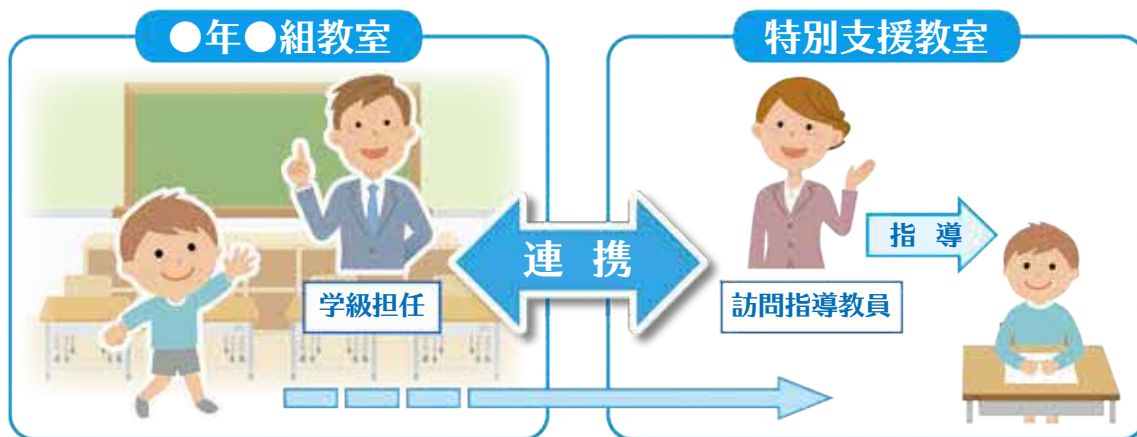 ●年●組教室
特別支援教室
連携
指導
学級担任
訪問指導教員